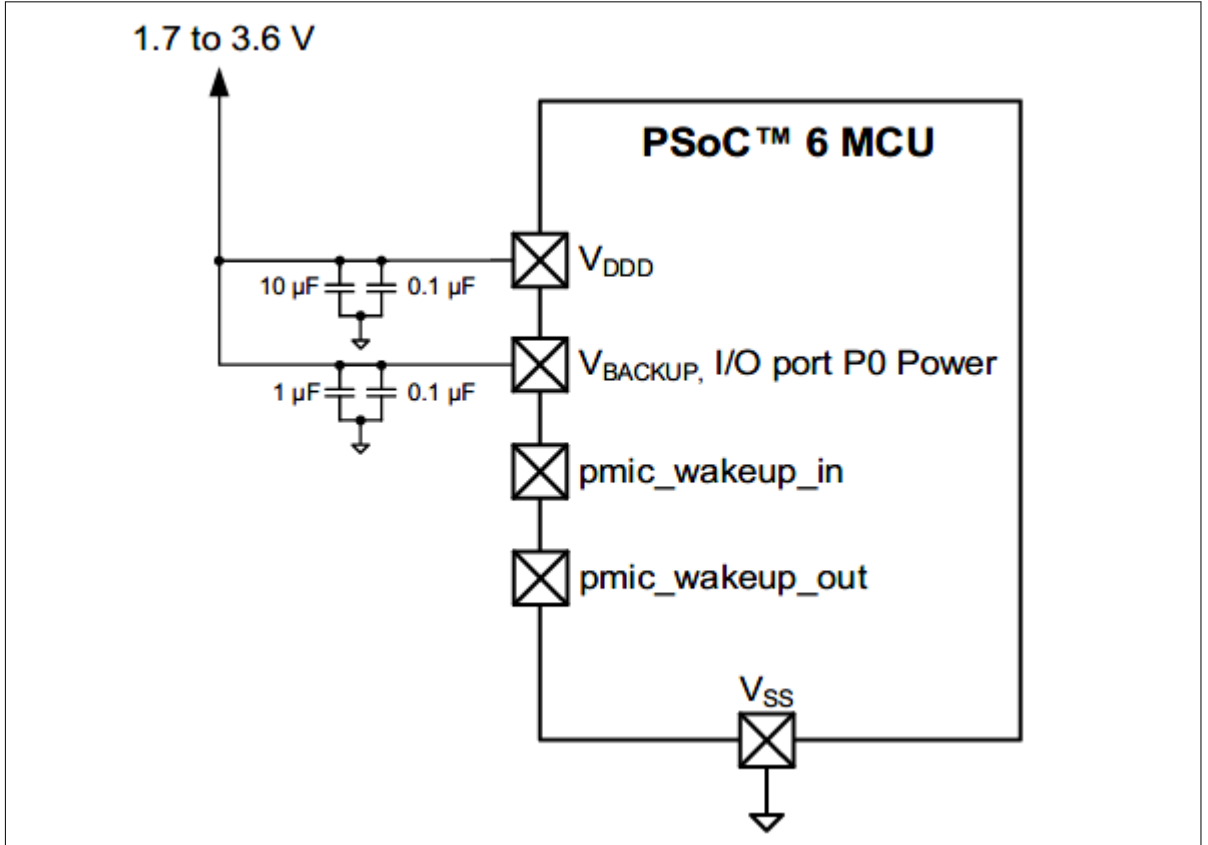 1.7 to 3.6 V
PSoC™ 6 MCU
VDDD
10 µF
0.1 µF
VBACKUP, I/O port P0 Power
1 µF
0.1 µF
pmic_wakeup_in
pmic_wakeup_out
VSS